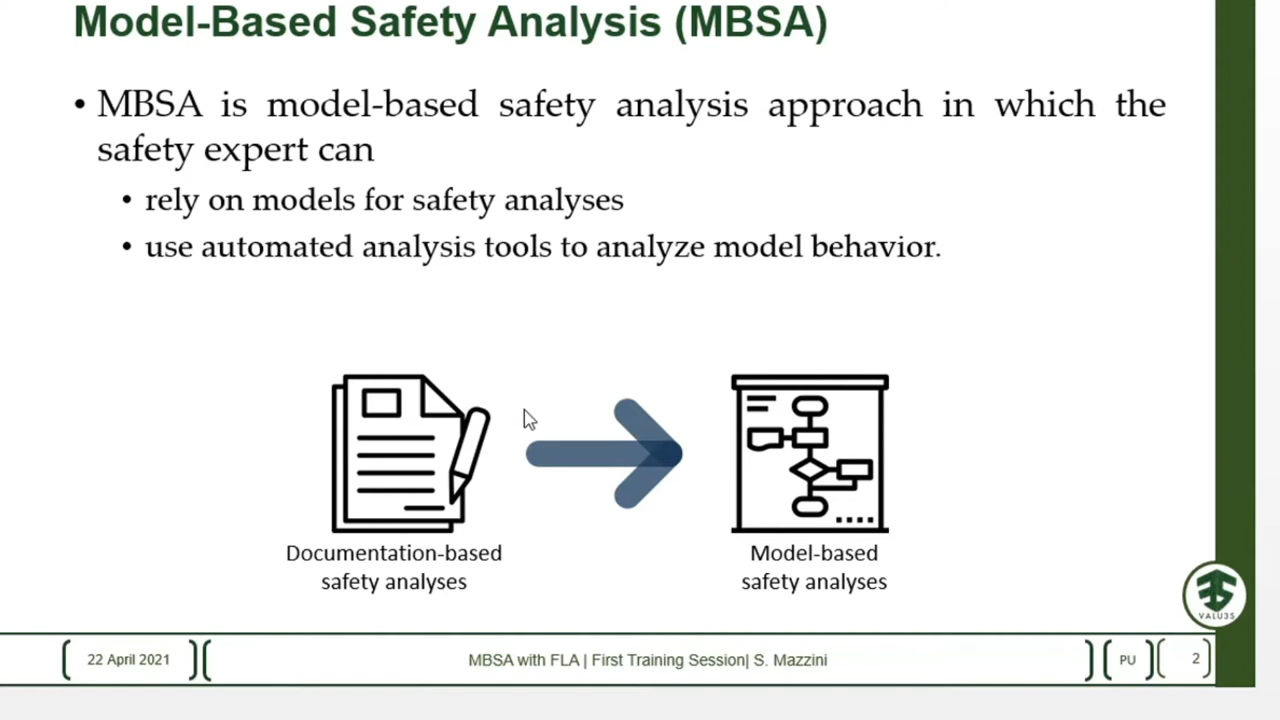 Model-Based Safety Analysis (MBSA)
• MBSA is model-based safety analysis approach in which the
safety expert can
• rely on models for safety analyses
• use automated analysis tools to analyze model behavior.
Documentation-based
safety analyses
Model-based
safety analyses
VALU3S
22 April 2021
MBSA with FLA | First Training Session| S. Mazzini
PU
2